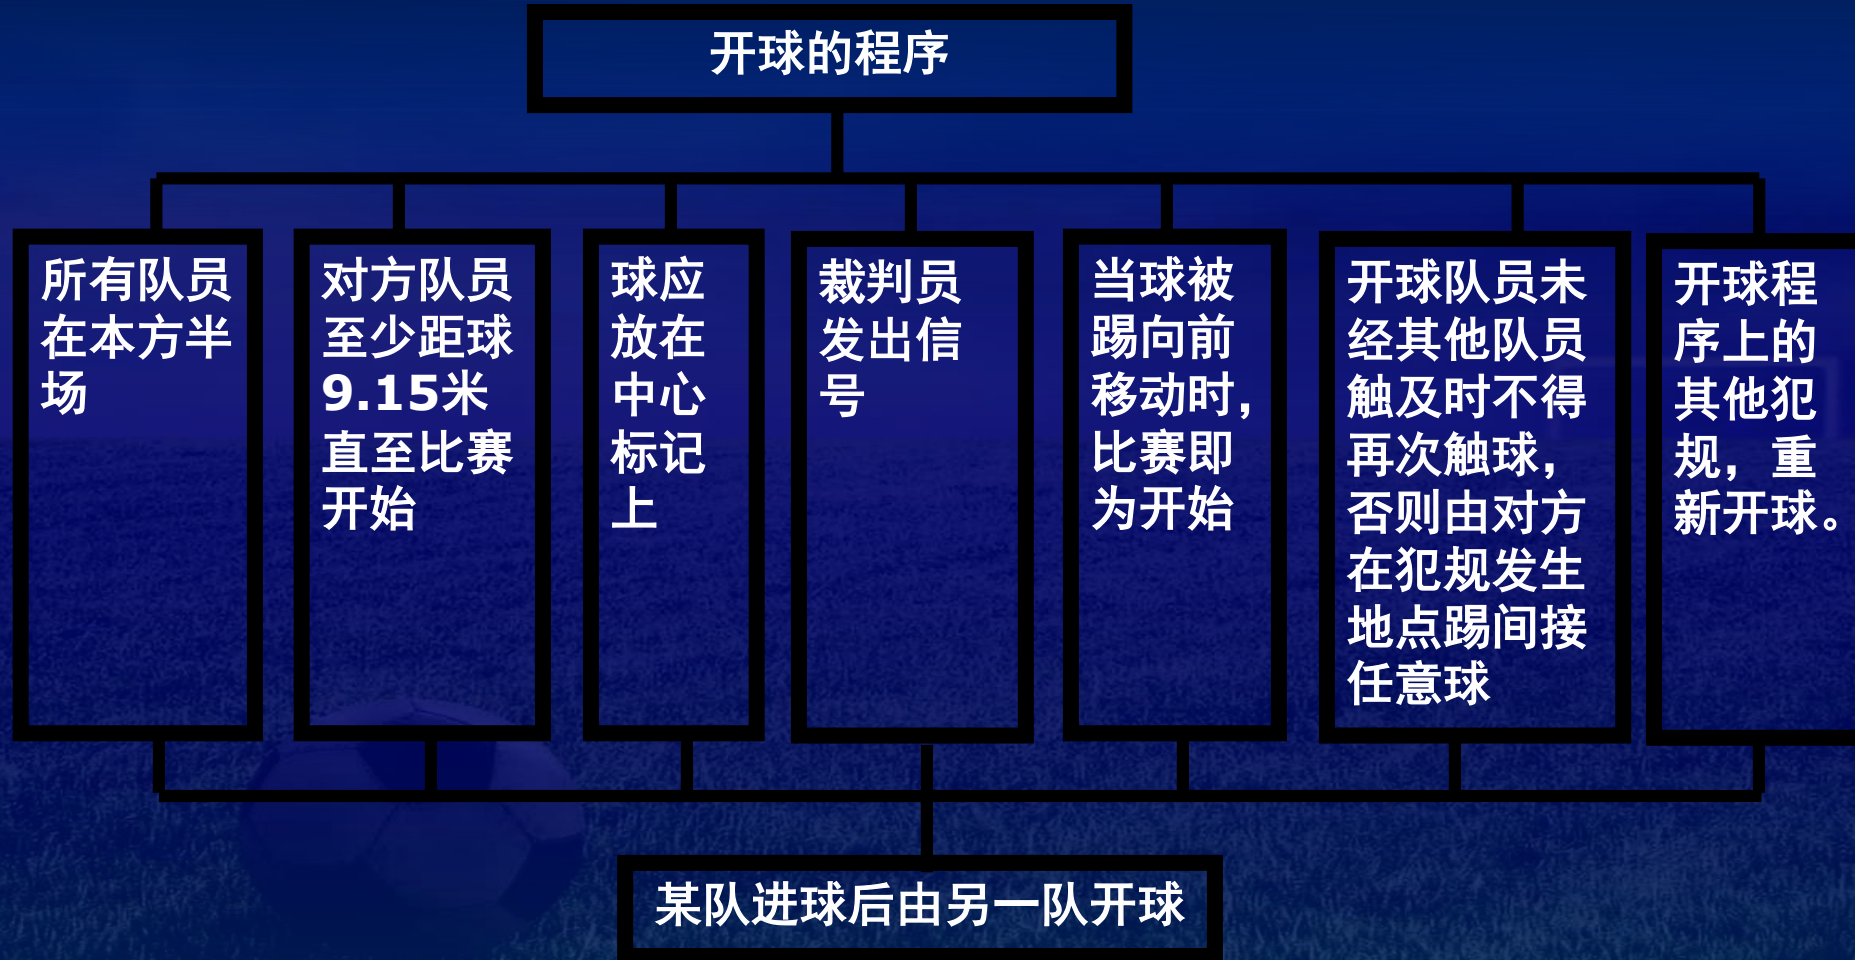 开球的程序
所有队员
在本方半
场
对方队员
至少距球
9.15米
直至比赛
开始
球应
放在
中心
标记
上
裁判员
发出信
号
当球被
踢向前
移动时，
比赛即
为开始
开球队员未
经其他队员
触及时不得
再次触球，
否则由对方
在犯规发生
地点踢间接
任意球
开球程
序上的
其他犯
规，重
新开球。
某队进球后由另一队开球